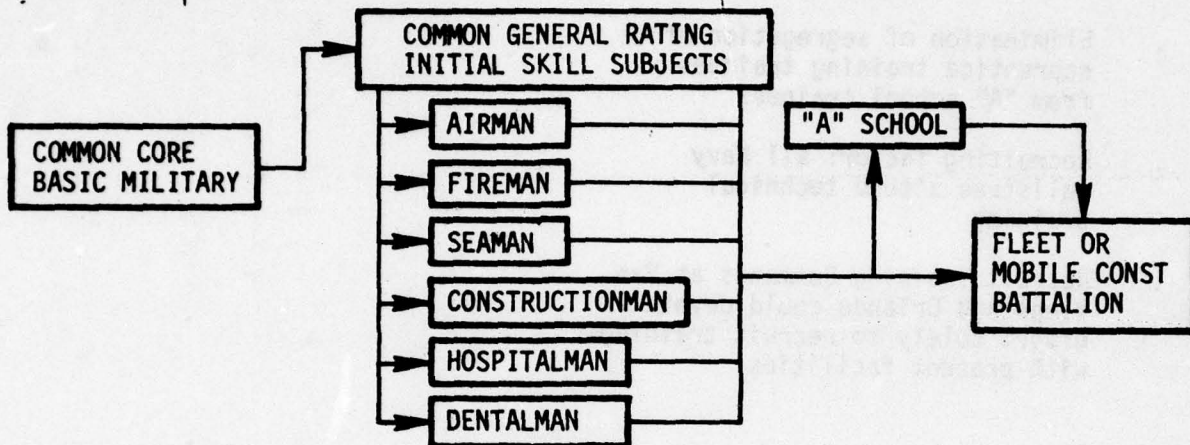 COMMON GENERAL RATING
INITIAL SKILL SUBJECTS
COMMON CORE
BASIC MILITARY
AIRMAN
FIREMAN
SEAMAN
CONSTRUCTIONMAN
HOSPITALMAN
DENTALMAN
"A" SCHOOL
FLEET OR
MOBILE CONST
BATTALION